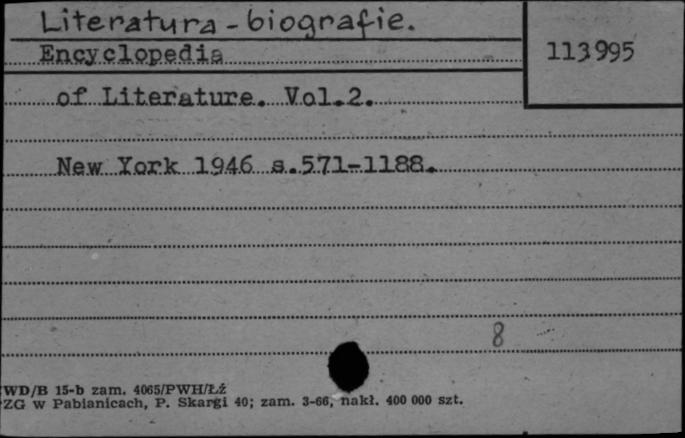 Literatura-biografie.
Encyclopedia
113995
of Literature. Vol.2.
New York 1946 s.571-1188.
8
WD/B 15-b zam. 4065/PWH/Łź
ZG w Pabianicach, P. Skargi 40; zam. 3-66, nakł. 400 000 szt.